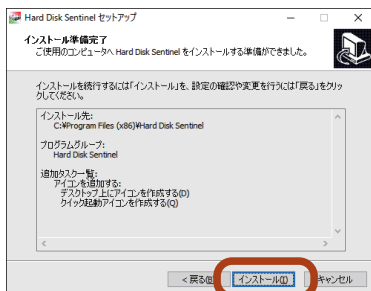 Hard Disk Sentinel セットアップ
インストール準備完了
ご使用のコンピュータへ Hard Disk Sentinel をインストールする準備ができました。
インストールを続行するには「インストール」を、設定の確認や変更を行うには「戻る」をクリッ
クしてください。
インストール先:
C:¥Program Files (x86)¥Hard Disk Sentinel
プログラムグループ:
Hard Disk Sentinel
追加タスク一覧:
アイコンを追加する:
デスクトップ上にアイコンを作成する(D)
クイック起動アイコンを作成する(Q)
< 戻る(B) インストール(I) キャンセル